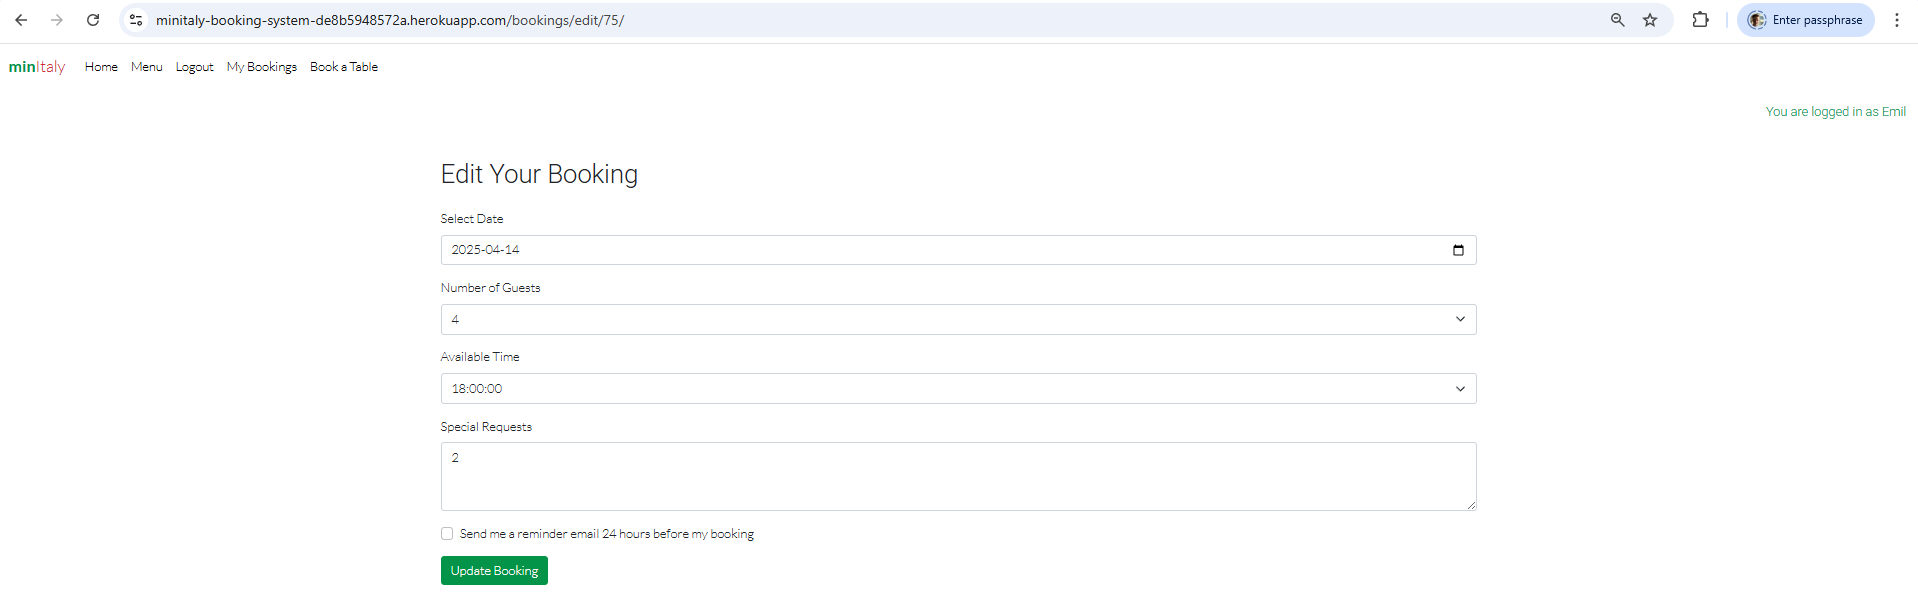 minitaly-booking-system-de8b5948572a.herokuapp.com/bookings/edit/75/
Enter passphrase
minItaly Home Menu Logout My Bookings Book a Table
You are logged in as Emil
Edit Your Booking
Select Date
2025-04-14
Number of Guests
4
Available Time
18:00:00
Special Requests
2
Send me a reminder email 24 hours before my booking
Update Booking